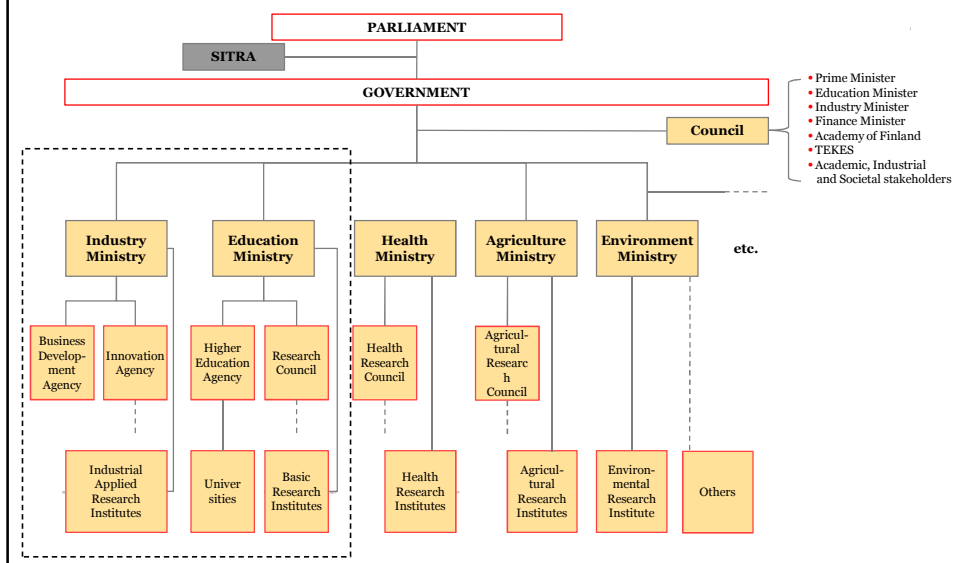 PARLIAMENT
SITRA
GOVERNMENT
Council
• Prime Minister
• Education Minister
• Industry Minister
• Finance Minister
• Academy of Finland
• TEKES
• Academic, Industrial
and Societal stakeholders
Industry
Ministry
Education
Ministry
Health
Ministry
Agriculture
Ministry
Environment
Ministry
etc.
Business
Develop-
ment
Agency
Innovation
Agency
Higher
Education
Agency
Research
Council
Health
Research
Council
Agricul-
tural
Researc
h
Council
Industrial
Applied
Research
Institutes
Univer
sities
Basic
Research
Institutes
Health
Research
Institutes
Agricul-
tural
Research
Institutes
Environ-
mental
Research
Institute
Others